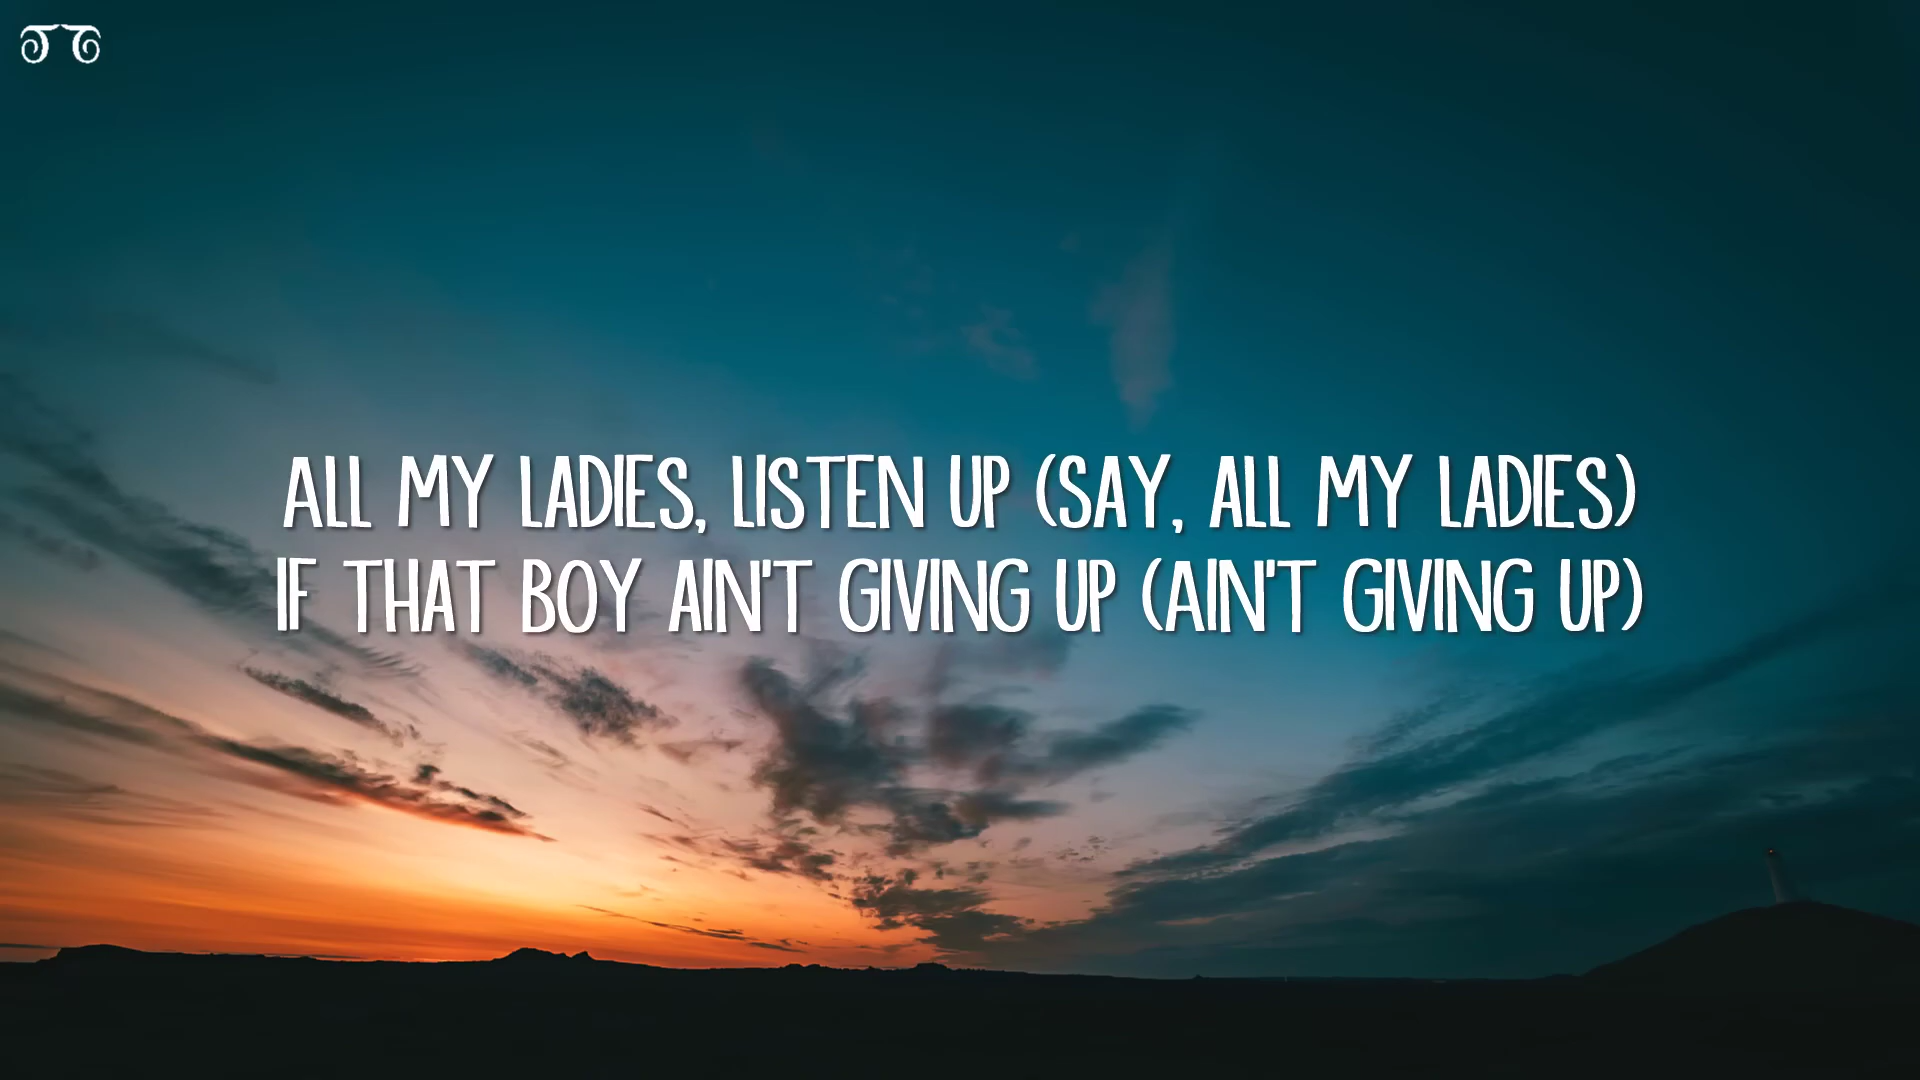 ALL MY LADIES, LISTEN UP (SAY, ALL MY LADIES)
IF THAT BOY AIN'T GIVING UP (AIN'T GIVING UP)